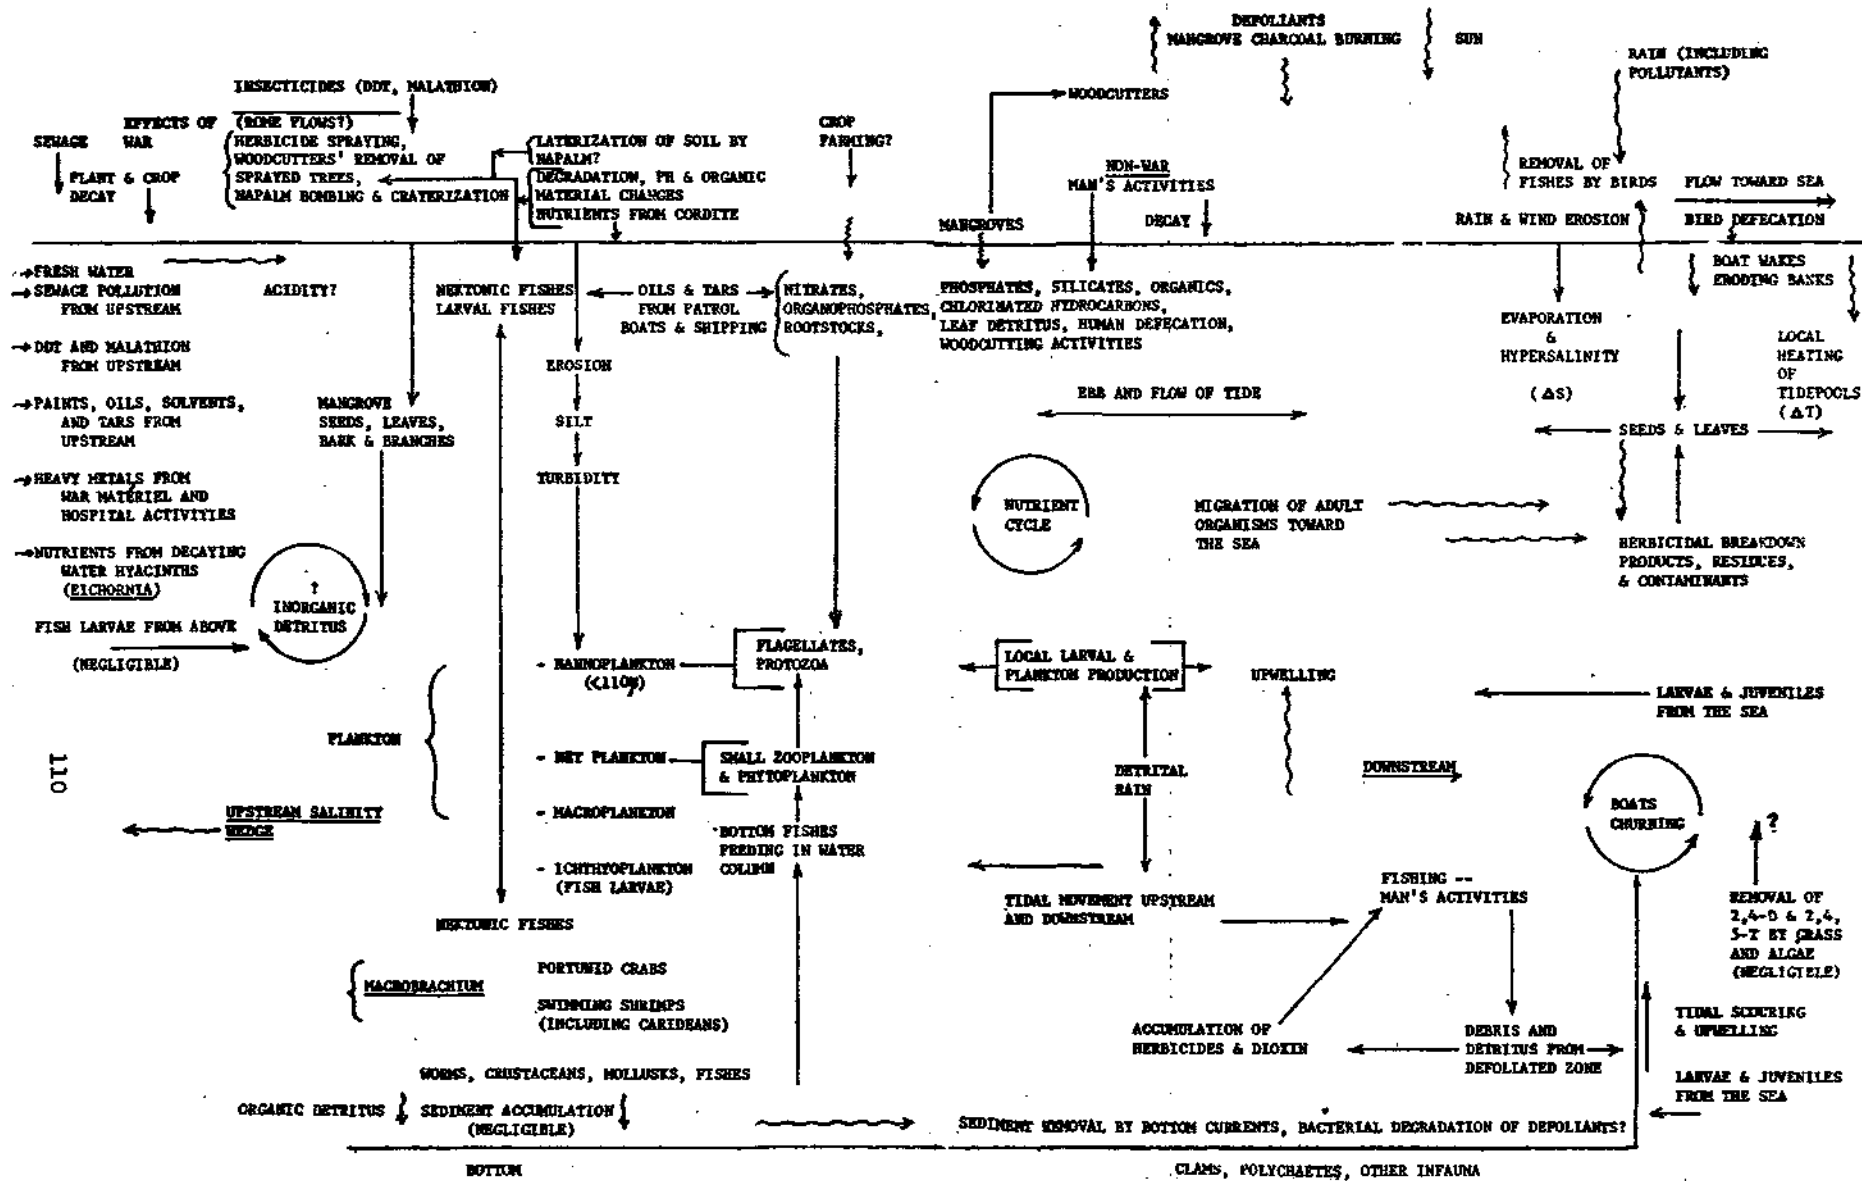 DEFOLIANTS
MANGROVE CHARCOAL BURNING
SUN
RAIN (INCLUDING
POLLUTANTS)
INSECTICIDES (DDT, MALATHION)
WOODCUTTERS
SEWAGE
EFFECTS OF
WAR
(ROME PLOWS?)
HERBICIDE SPRAYING,
WOODCUTTERS' REMOVAL OF
SPRAYED TREES,
NAPALM BOMBING & CRATERIZATION
PLANT & CROP
DECAY
LATERIZATION OF SOIL BY
NAPALM?
DEGRADATION, PH & ORGANIC
MATERIAL CHANGES
NUTRIENTS FROM CORDITE
CROP
FARMING?
NON-WAR
MAN'S ACTIVITIES
MANGROVES
DECAY
REMOVAL OF
FISHES BY BIRDS
FLOW TOWARD SEA
RAIN & WIND EROSION
BIRD DEFECATION
FRESH WATER
SEWAGE POLLUTION
FROM UPSTREAM
ACIDITY?
NEKTONIC FISHES
LARVAL FISHES
OILS & TARS
FROM PATROL
BOATS & SHIPPING
NITRATES,
ORGANOPHOSPHATES,
ROOTSTOCKS,
PHOSPHATES, SILICATES, ORGANICS,
CHLORINATED HYDROCARBONS,
LEAF DETRITUS, HUMAN DEFECATION,
WOODCUTTING ACTIVITIES
BOAT WAKES
ERODING BANKS
DDT AND MALATHION
FROM UPSTREAM
EROSION
EVAPORATION
&
HYPERSALINITY
(ΔS)
LOCAL
HEATING
OF
TIDEPOOLS
(ΔT)
PAINTS, OILS, SOLVENTS,
AND TARS FROM
UPSTREAM
MANGROVE
SEEDS, LEAVES,
BARK & BRANCHES
SILT
EBB AND FLOW OF TIDE
SEEDS & LEAVES
HEAVY METALS FROM
WAR MATÉRIEL AND
HOSPITAL ACTIVITIES
TURBIDITY
NUTRIENT
CYCLE
MIGRATION OF ADULT
ORGANISMS TOWARD
THE SEA
HERBICIDAL BREAKDOWN
PRODUCTS, RESIDUES,
& CONTAMINANTS
NUTRIENTS FROM DECAYING
WATER HYACINTHS
(EICHORNIA)
?
INORGANIC
DETRITUS
FISH LARVAE FROM ABOVE
(NEGLIGIBLE)
- NANNOPLANKTON
(<110μ)
FLAGELLATES,
PROTOZOA
LOCAL LARVAL &
PLANKTON PRODUCTION
UPWELLING
LARVAE & JUVENILES
FROM THE SEA
PLANKTON
- NET PLANKTON
SMALL ZOOPLANKTON
& PHYTOPLANKTON
DETRITAL
RAIN
DOWNSTREAM
110
UPSTREAM SALINITY
WEDGE
- MACROPLANKTON
BOTTOM FISHES
FEEDING IN WATER
COLUMN
BOATS
CHURNING
?
- ICHTHYOPLANKTON
(FISH LARVAE)
NEKTONIC FISHES
TIDAL MOVEMENT UPSTREAM
AND DOWNSTREAM
FISHING --
MAN'S ACTIVITIES
REMOVAL OF
2,4-D & 2,4,
5-T BY GRASS
AND ALGAE
(NEGLIGIBLE)
MACROBRACHIUM
PORTUNID CRABS
SWIMMING SHRIMPS
(INCLUDING CARIDEANS)
ACCUMULATION OF
HERBICIDES & DIOXIN
DEBRIS AND
DETRITUS FROM
DEFOLIATED ZONE
TIDAL SCOURING
& UPWELLING
WORMS, CRUSTACEANS, MOLLUSKS, FISHES
LARVAE & JUVENILES
FROM THE SEA
ORGANIC DETRITUS
SEDIMENT ACCUMULATION
(NEGLIGIBLE)
SEDIMENT REMOVAL BY BOTTOM CURRENTS, BACTERIAL DEGRADATION OF DEFOLIANTS?
BOTTOM
CLAMS, POLYCHAETES, OTHER INFAUNA